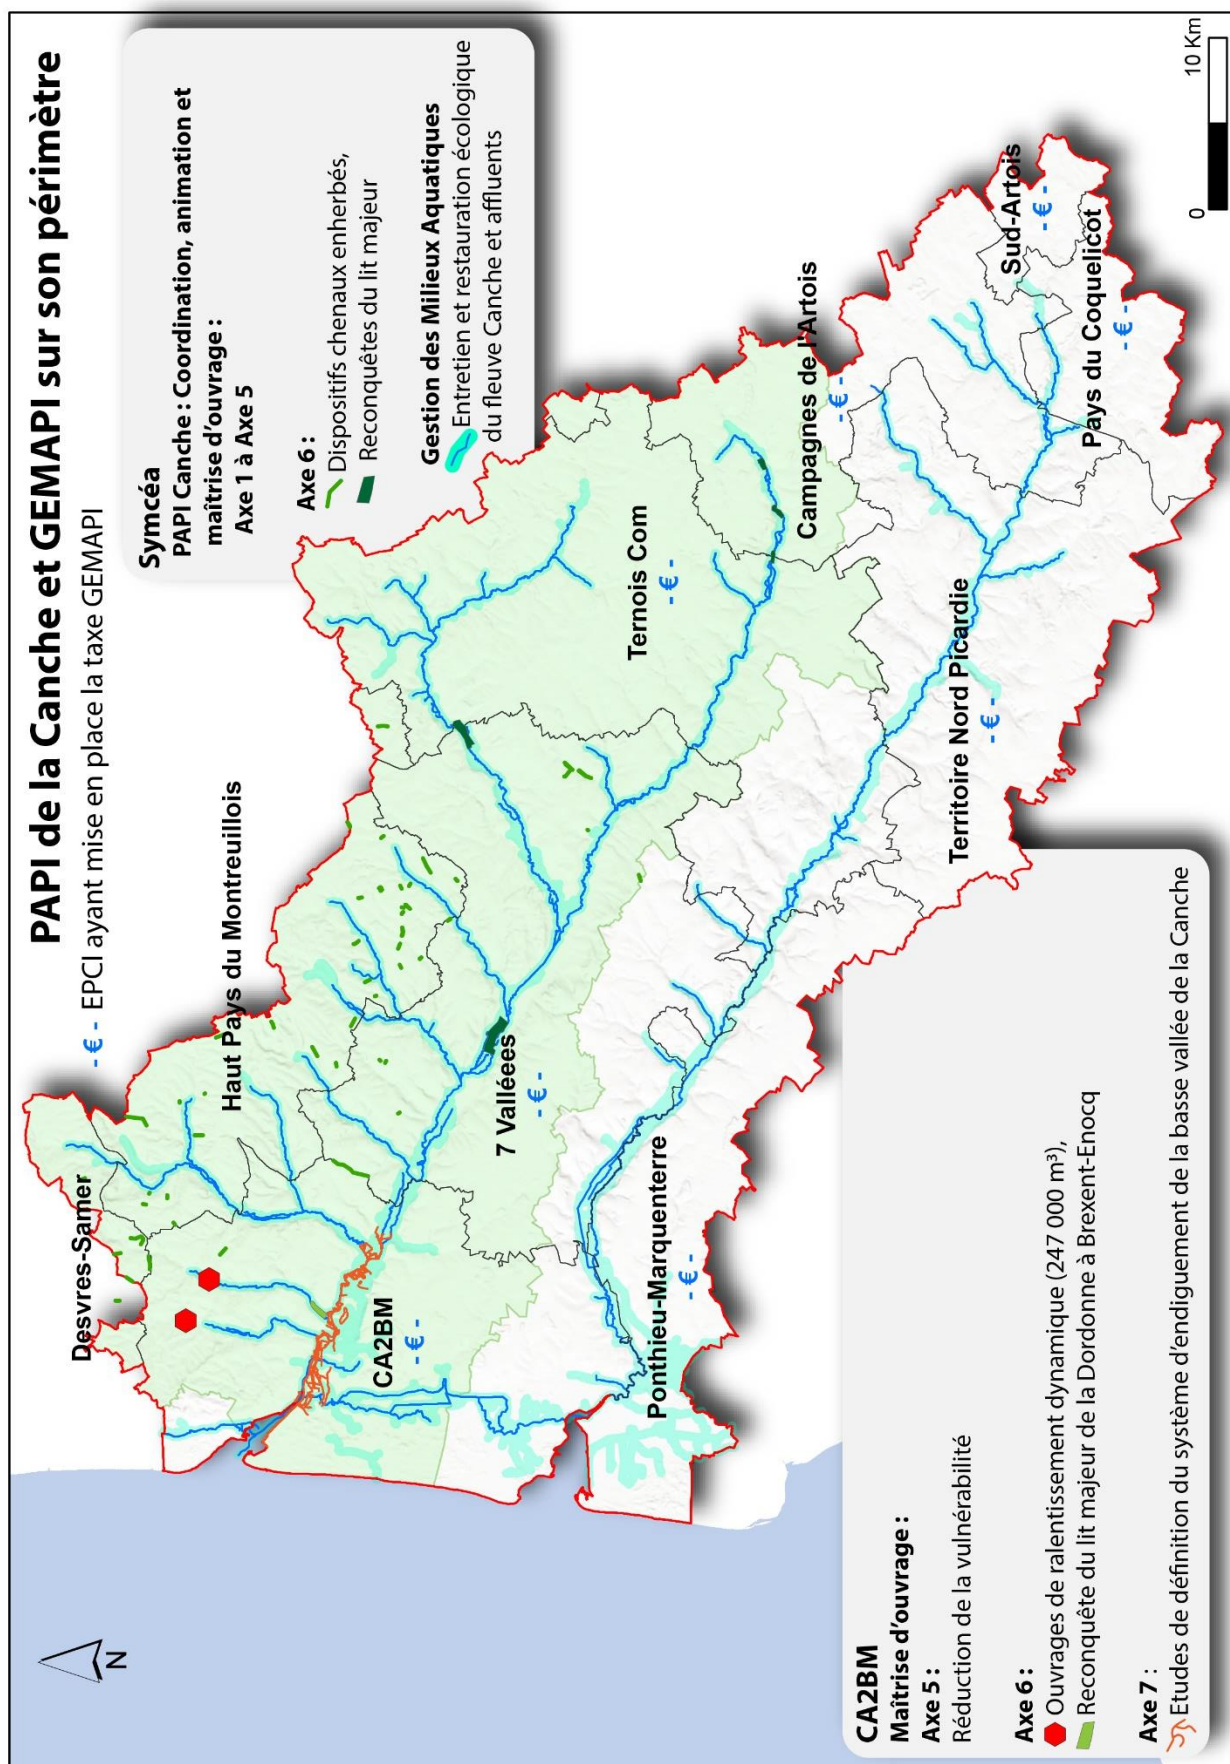 PAPI de la Canche et GEMAPI sur son périmètre
- € - EPCI ayant mise en place la taxe GEMAPI
Symcéa
PAPI Canche : Coordination, animation et
maîtrise d'ouvrage :
Axe 1 à Axe 5
Axe 6 :
Dispositifs chenaux enherbés,
Reconquêtes du lit majeur
Gestion des Milieux Aquatiques
Entretien et restauration écologique
du fleuve Canche et affluents
N
Desvres-Samer
Haut Pays du Montreuillois
CA2BM
- € -
7 Valléees
- € -
Ternois Com
- € -
Campagnes de l'Artois
- € -
Ponthieu-Marquenterre
- € -
Territoire Nord Picardie
- € -
Sud-Artois
- € -
Pays du Coquelicot
- € -
CA2BM
Maîtrise d'ouvrage :
Axe 5 :
Réduction de la vulnérabilité
Axe 6 :
Ouvrages de ralentissement dynamique (247 000 m³),
Reconquête du lit majeur de la Dordonne à Brexent-Enocq
Axe 7 :
Etudes de définition du système d'endiguement de la basse vallée de la Canche
0 10 Km